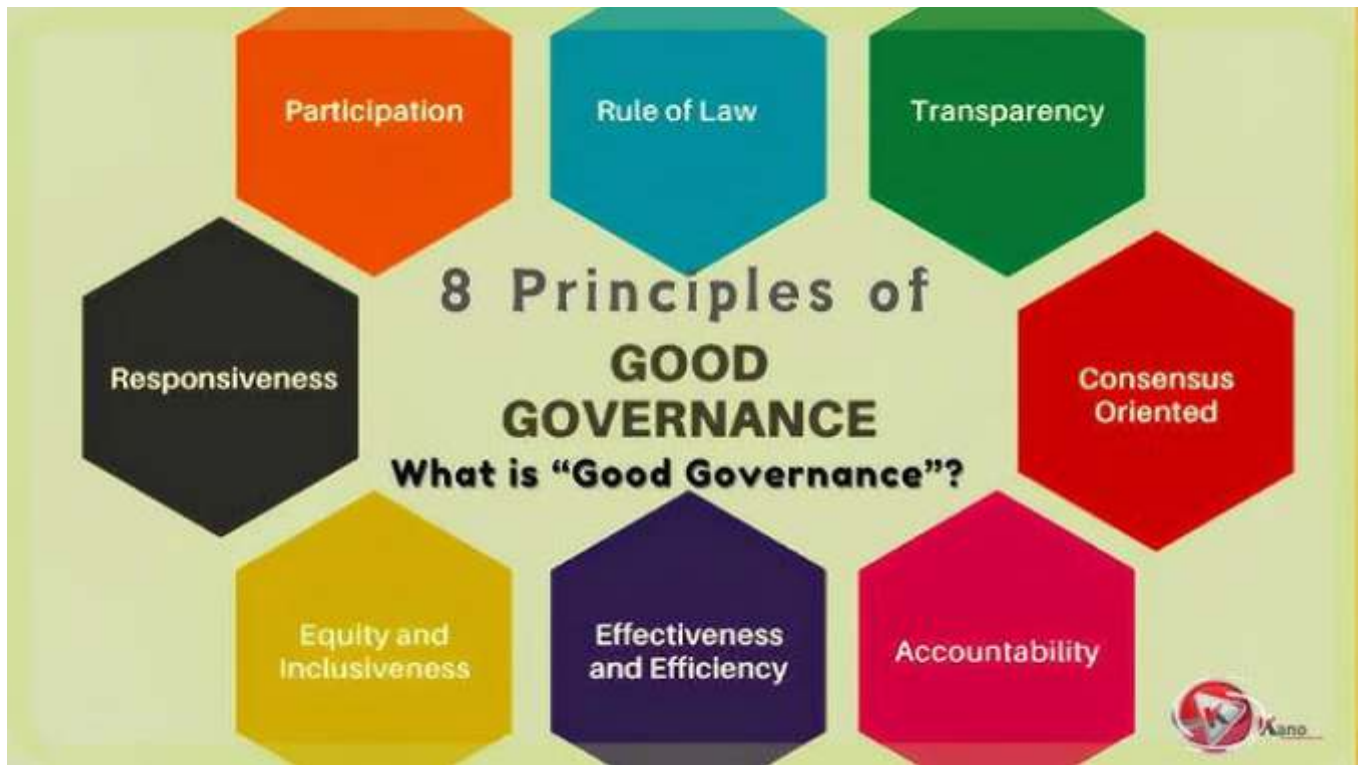 Participation
Rule of Law
Transparency
8 Principles of
GOOD
GOVERNANCE
What is “Good Governance”?
Responsiveness
Consensus
Oriented
Equity and
Inclusiveness
Effectiveness
and Efficiency
Accountability
K
Kano